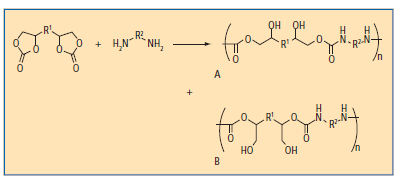 O O R¹ O O + H₂N R² NH₂ O O OH OH R¹ O O H N R² H N n
O O
A
+
O O R¹ O O H N R² H N n
HO OH
B